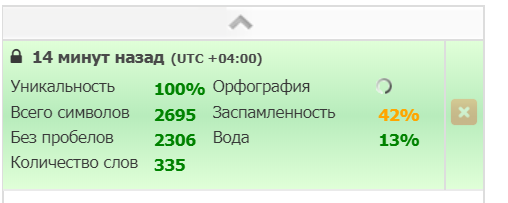 14 минут назад (UTC +04:00)
Уникальность 100% Орфография
Всего символов 2695 Заспамленность 42%
Без пробелов 2306 Вода 13%
Количество слов 335